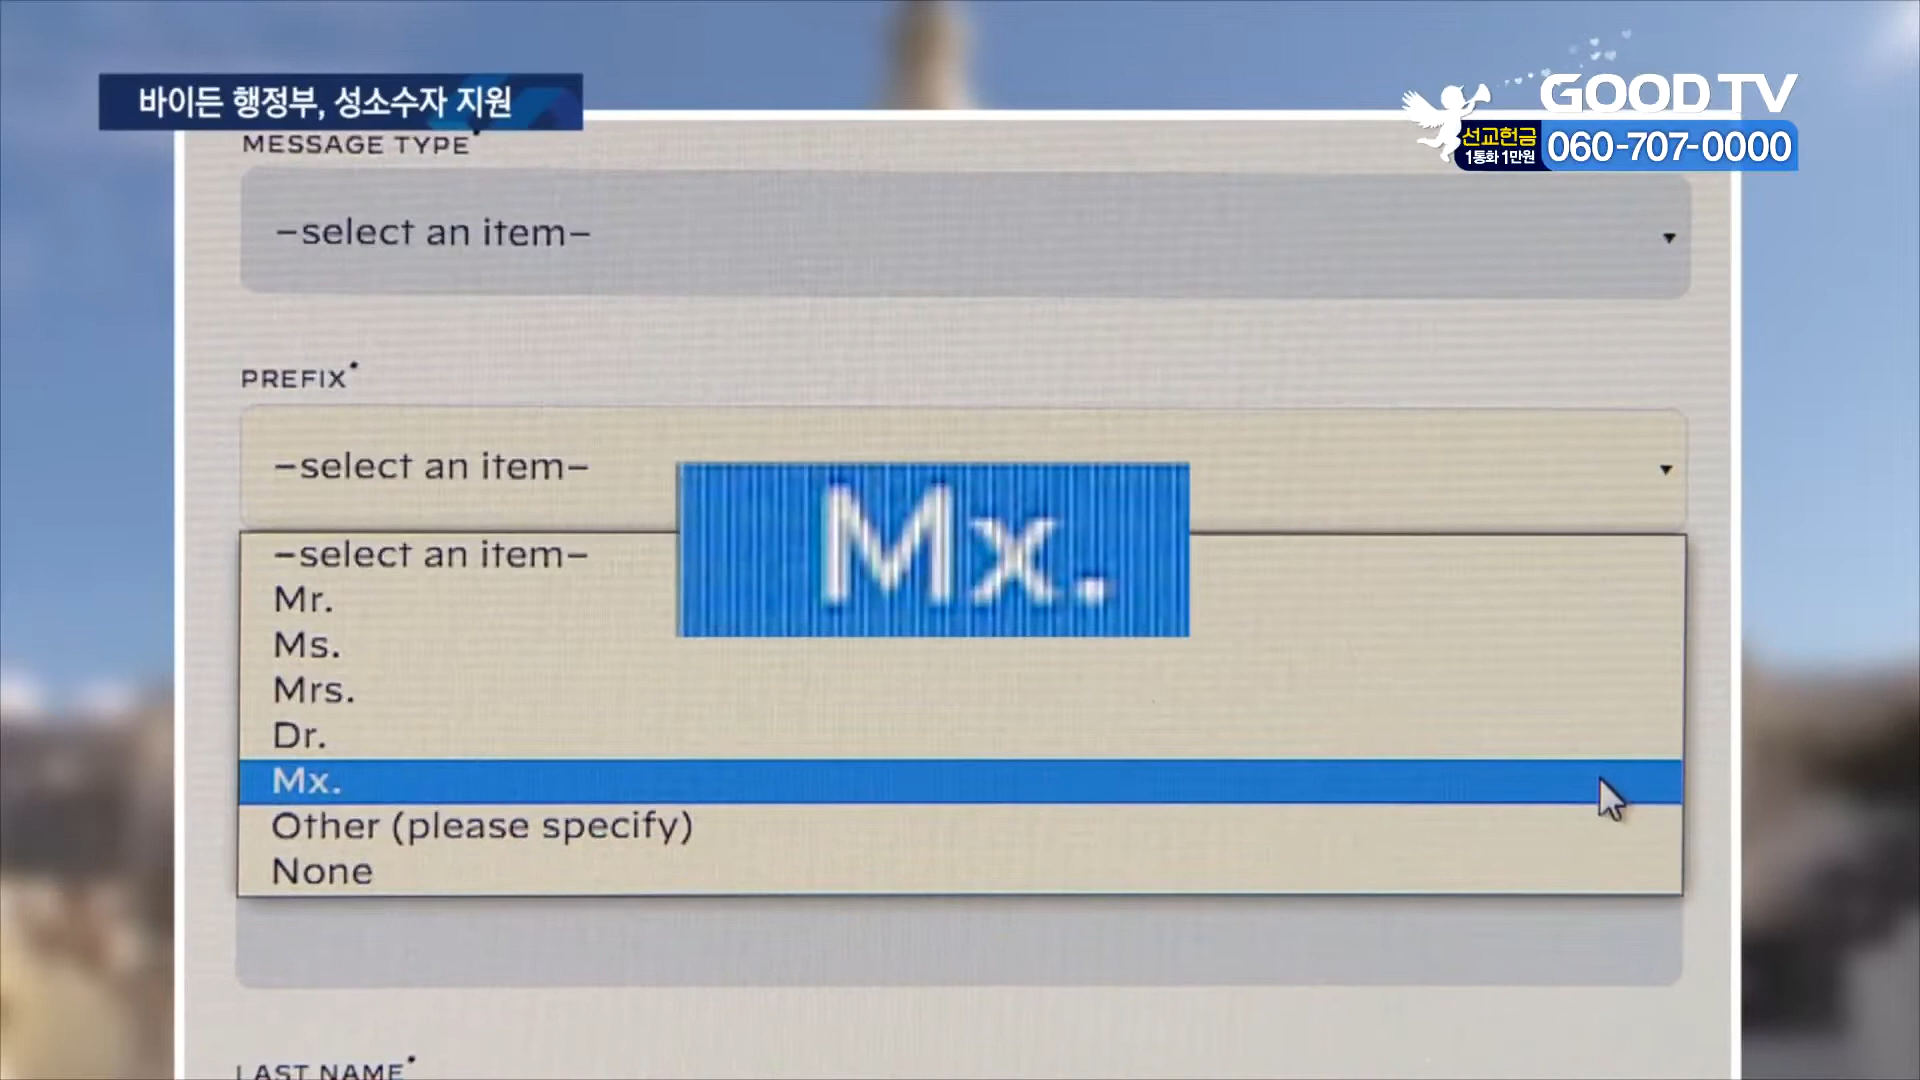 바이든 행정부, 성소수자 지원
GOODTV
선교헌금
1통화 1만원
060-707-0000
MESSAGE TYPE*
–select an item–
PREFIX*
–select an item–
Mx.
–select an item–
Mr.
Ms.
Mrs.
Dr.
Mx.
Other (please specify)
None
LAST NAME*